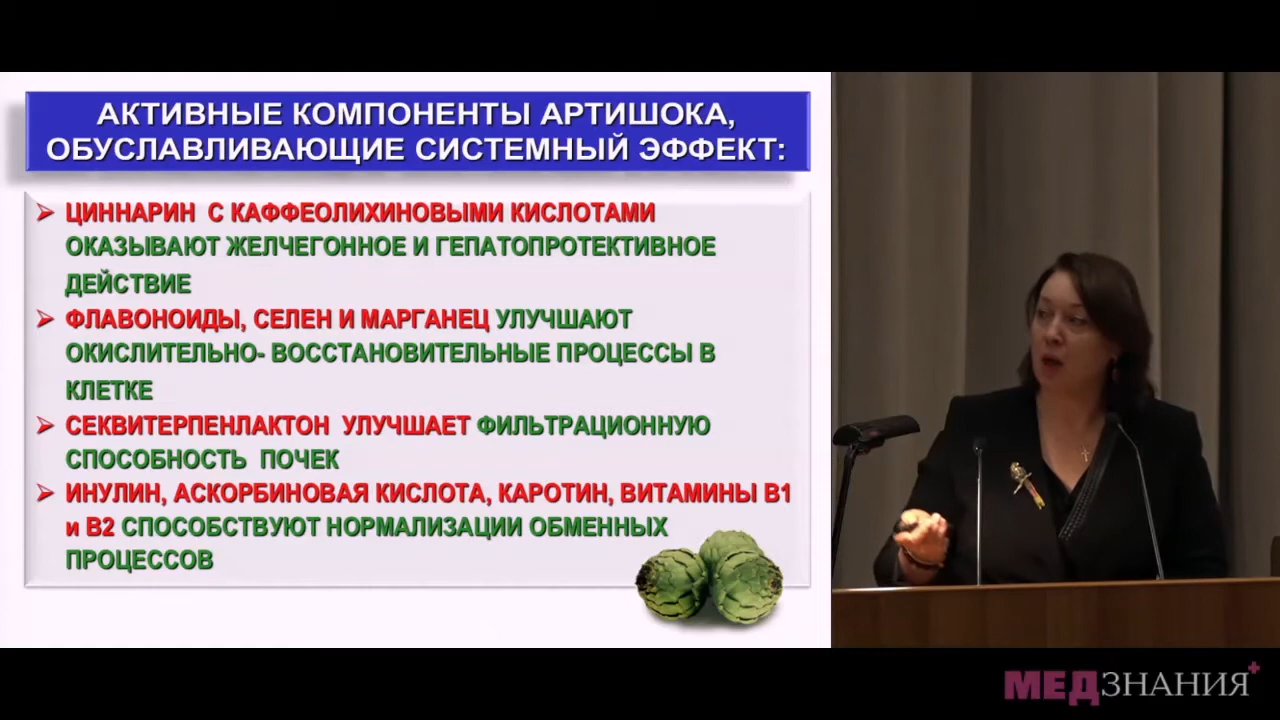 АКТИВНЫЕ КОМПОНЕНТЫ АРТИШОКА,
ОБУСЛАВЛИВАЮЩИЕ СИСТЕМНЫЙ ЭФФЕКТ:
ЦИННАРИН С КАФФЕОЛИХИНОВЫМИ КИСЛОТАМИ
ОКАЗЫВАЮТ ЖЕЛЧЕГОННОЕ И ГЕПАТОПРОТЕКТИВНОЕ
ДЕЙСТВИЕ
ФЛАВОНОИДЫ, СЕЛЕН И МАРГАНЕЦ УЛУЧШАЮТ
ОКИСЛИТЕЛЬНО- ВОССТАНОВИТЕЛЬНЫЕ ПРОЦЕССЫ В
КЛЕТКЕ
СЕКВИТЕРПЕНЛАКТОН УЛУЧШАЕТ ФИЛЬТРАЦИОННУЮ
СПОСОБНОСТЬ ПОЧЕК
ИНУЛИН, АСКОРБИНОВАЯ КИСЛОТА, КАРОТИН, ВИТАМИНЫ В1
и В2 СПОСОБСТВУЮТ НОРМАЛИЗАЦИИ ОБМЕННЫХ
ПРОЦЕССОВ
МЕДЗНАНИЯ+